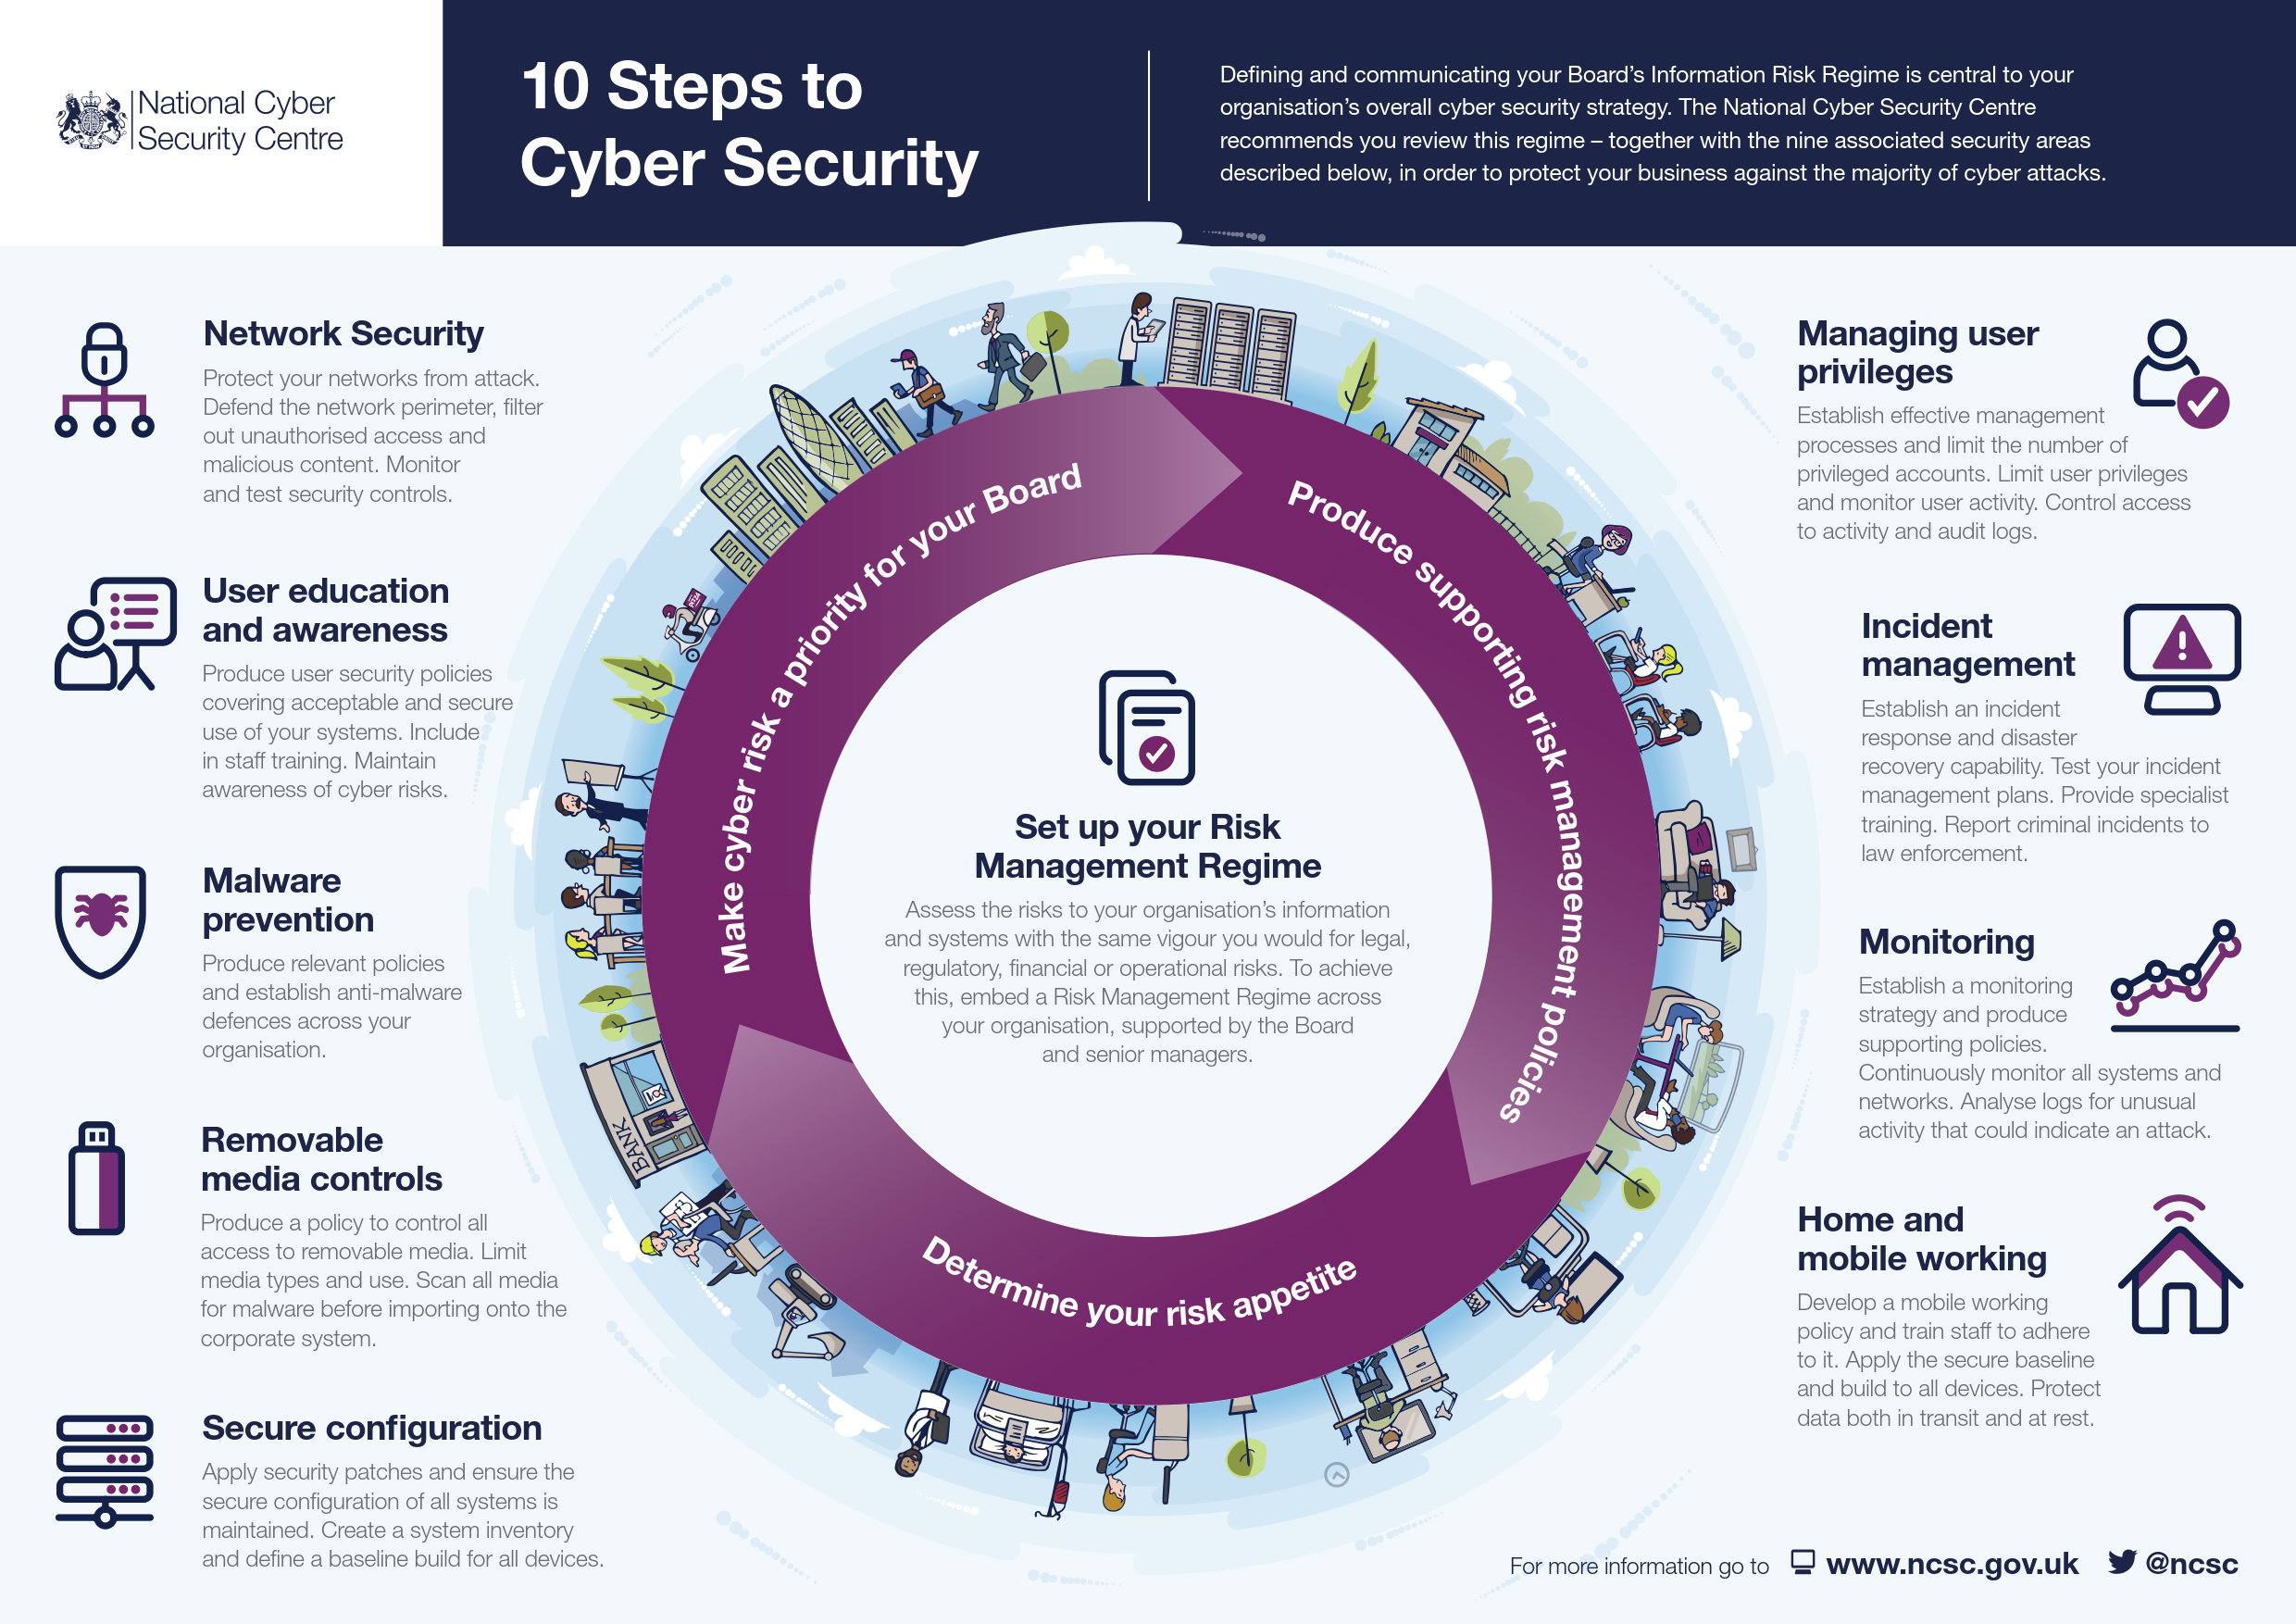 National Cyber
Security Centre
10 Steps to
Cyber Security
Defining and communicating your Board's Information Risk Regime is central to your
organisation's overall cyber security strategy. The National Cyber Security Centre
recommends you review this regime – together with the nine associated security areas
described below, in order to protect your business against the majority of cyber attacks.
Network Security
Protect your networks from attack.
Defend the network perimeter, filter
out unauthorised access and
malicious content. Monitor
and test security controls.
User education
and awareness
Produce user security policies
covering acceptable and secure
use of your systems. Include
in staff training. Maintain
awareness of cyber risks.
Malware
prevention
Produce relevant policies
and establish anti-malware
defences across your
organisation.
Removable
media controls
Produce a policy to control all
access to removable media. Limit
media types and use. Scan all media
for malware before importing onto the
corporate system.
Secure configuration
Apply security patches and ensure the
secure configuration of all systems is
maintained. Create a system inventory
and define a baseline build for all devices.
Make cyber risk a priority for your Board
Produce supporting risk management policies
Determine your risk appetite
PIZZA
BANK
Set up your Risk
Management Regime
Assess the risks to your organisation's information
and systems with the same vigour you would for legal,
regulatory, financial or operational risks. To achieve
this, embed a Risk Management Regime across
your organisation, supported by the Board
and senior managers.
Managing user
privileges
Establish effective management
processes and limit the number of
privileged accounts. Limit user privileges
and monitor user activity. Control access
to activity and audit logs.
Incident
management
Establish an incident
response and disaster
recovery capability. Test your incident
management plans. Provide specialist
training. Report criminal incidents to
law enforcement.
Monitoring
Establish a monitoring
strategy and produce
supporting policies.
Continuously monitor all systems and
networks. Analyse logs for unusual
activity that could indicate an attack.
Home and
mobile working
Develop a mobile working
policy and train staff to adhere
to it. Apply the secure baseline
and build to all devices. Protect
data both in transit and at rest.
For more information go to www.ncsc.gov.uk @ncsc